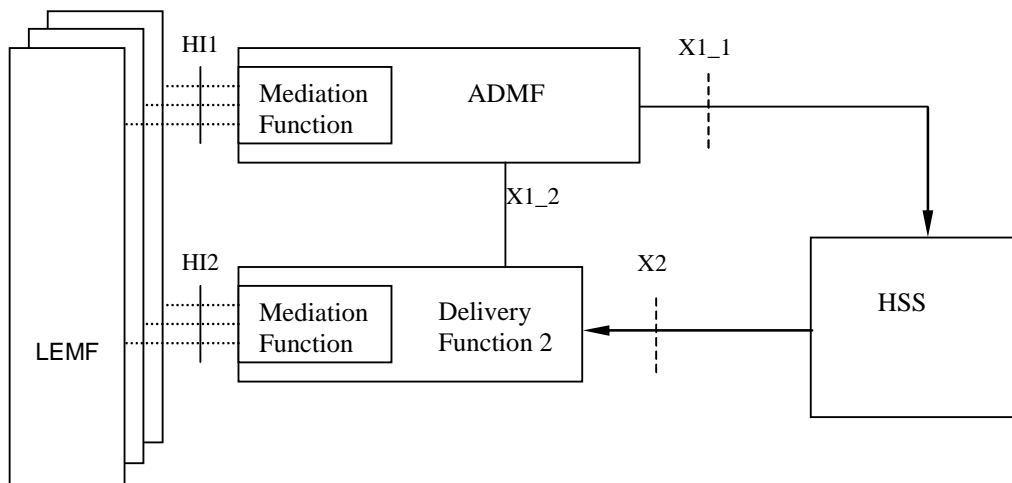 HI1
X1_1
Mediation
Function
ADMF
X1_2
HI2
X2
Mediation
Function
Delivery
Function 2
HSS
LEMF